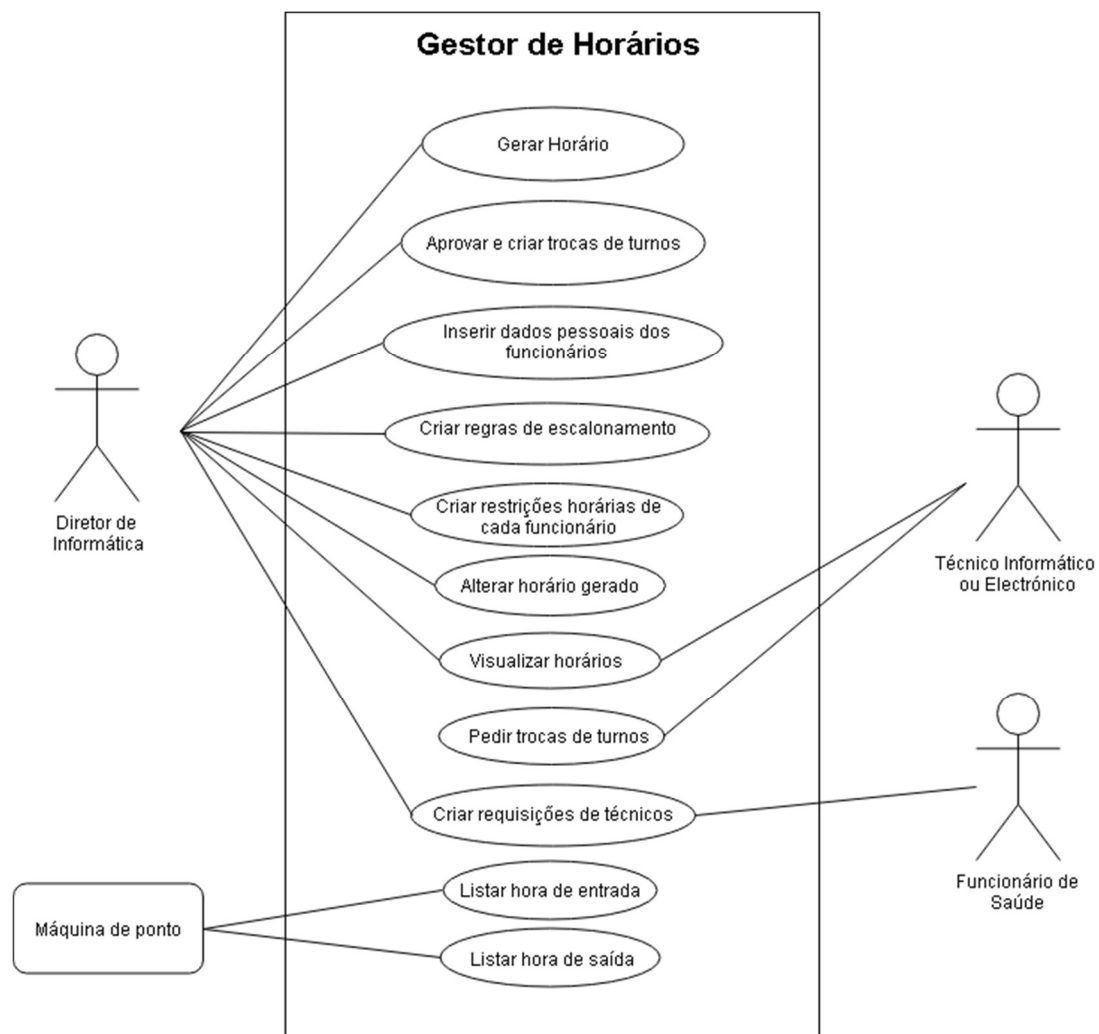 Gestor de Horários
Gerar Horário
Aprovar e criar trocas de turnos
Inserir dados pessoais dos
funcionários
Criar regras de escalonamento
Criar restrições horárias de
cada funcionário
Alterar horário gerado
Visualizar horários
Pedir trocas de turnos
Criar requisições de técnicos
Listar hora de entrada
Listar hora de saída
Diretor de
Informática
Máquina de ponto
Técnico Informático
ou Electrónico
Funcionário de
Saúde